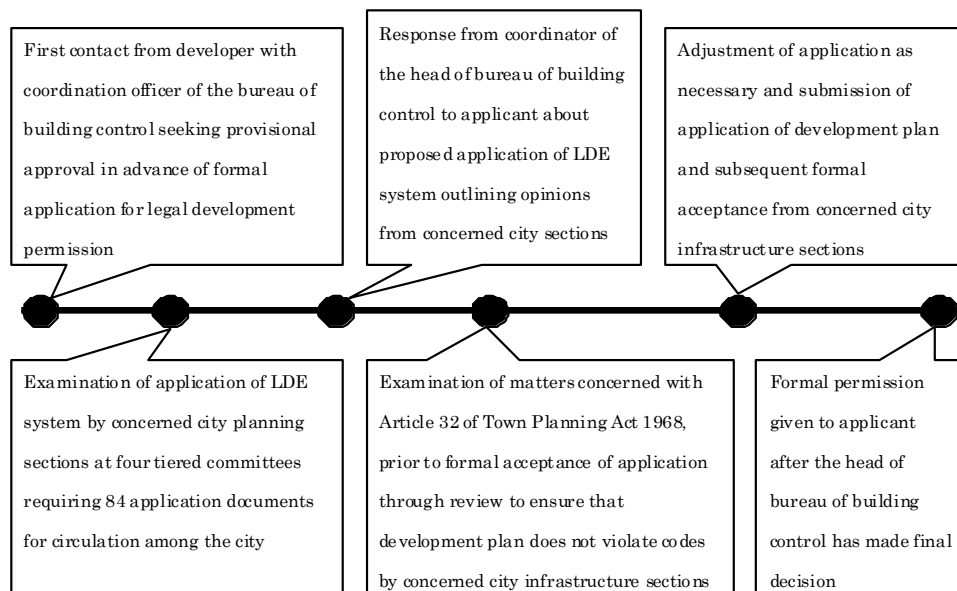 First contact from developer with
coordination officer of the bureau of
building control seeking provisional
approval in advance of formal
application for legal development
permission
Examination of application of LDE
system by concerned city planning
sections at four tiered committees
requiring 84 application documents
for circulation among the city
Response from coordinator of
the head of bureau of building
control to applicant about
proposed application of LDE
system outlining opinions
from concerned city sections
Examination of matters concerned with
Article 32 of Town Planning Act 1968,
prior to formal acceptance of application
through review to ensure that
development plan does not violate codes
by concerned city infrastructure sections
Adjustment of application as
necessary and submission of
application of development plan
and subsequent formal
acceptance from concerned city
infrastructure sections
Formal permission
given to applicant
after the head of
bureau of building
control has made final
decision